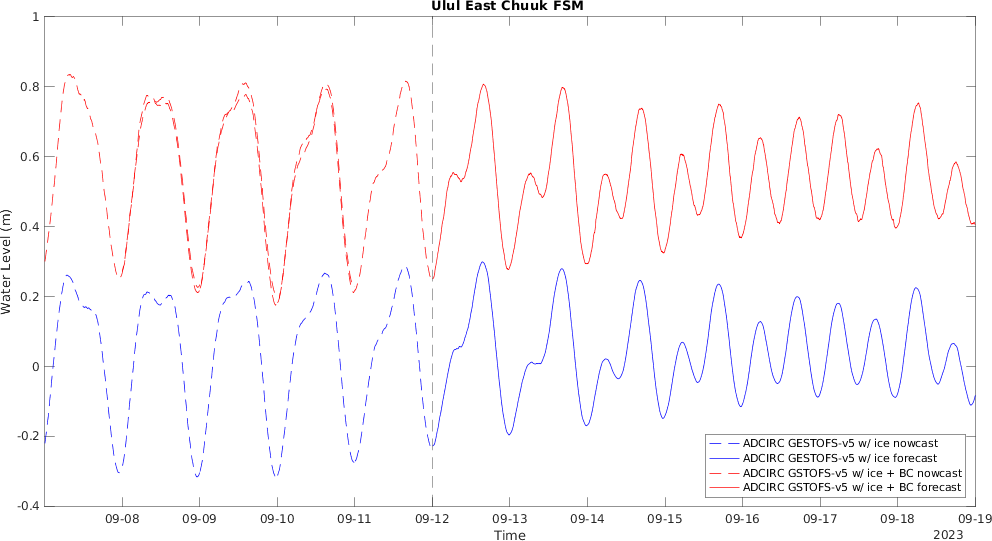 Ulul East Chuuk FSM
1
0.8
0.6
0.4
0.2
0
-0.2
-0.4
Water Level (m)
ADCIRC GESTOFS-v5 w/ ice nowcast
ADCIRC GESTOFS-v5 w/ ice forecast
ADCIRC GSTOFS-v5 w/ ice + BC nowcast
ADCIRC GSTOFS-v5 w/ ice + BC forecast
09-08 09-09 09-10 09-11 09-12 09-13 09-14 09-15 09-16 09-17 09-18 09-19
Time
2023